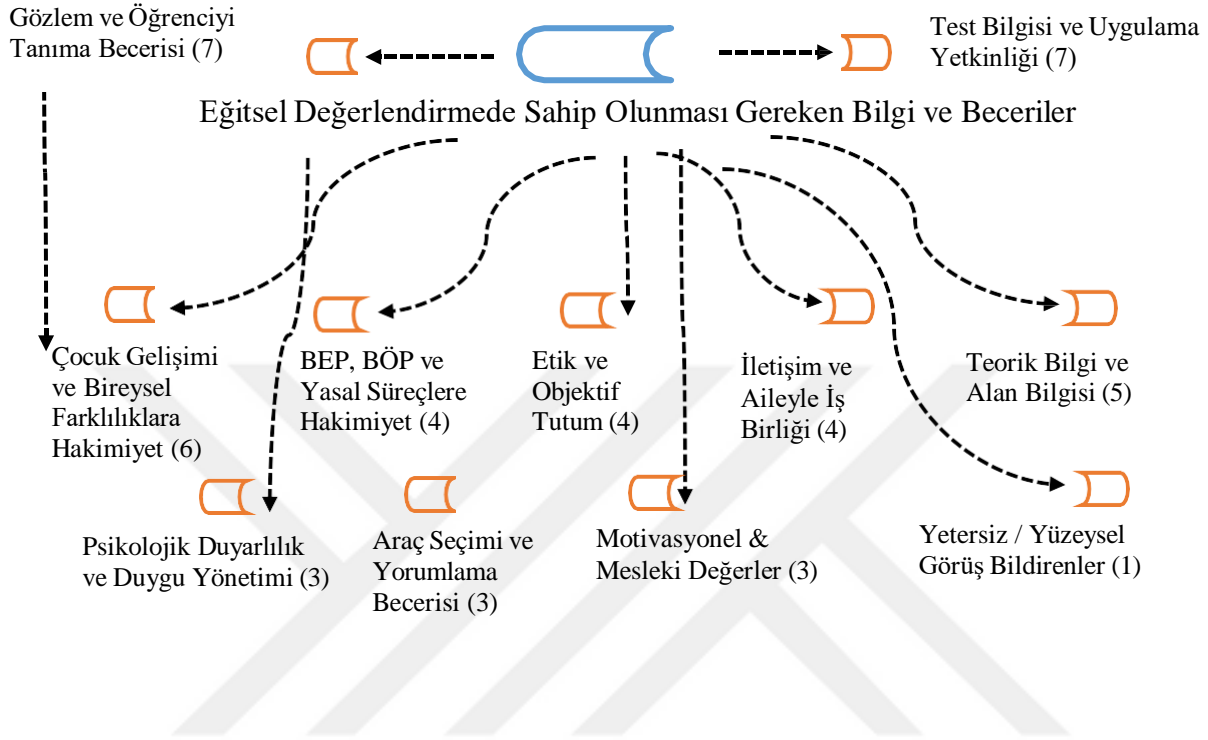 Gözlem ve Öğrenciyi
Tanıma Becerisi (7)
Test Bilgisi ve Uygulama
Yetkinliği (7)
Eğitsel Değerlendirmede Sahip Olunması Gereken Bilgi ve Beceriler
Çocuk Gelişimi
ve Bireysel
Farklılıklara
Hakimiyet (6)
BEP, BÖP ve
Yasal Süreçlere
Hakimiyet (4)
Etik ve
Objektif
Tutum (4)
İletişim ve
Aileyle İş
Birliği (4)
Teorik Bilgi ve
Alan Bilgisi (5)
Psikolojik Duyarlılık
ve Duygu Yönetimi (3)
Araç Seçimi ve
Yorumlama
Becerisi (3)
Motivasyonel &
Mesleki Değerler (3)
Yetersiz / Yüzeysel
Görüş Bildirenler (1)